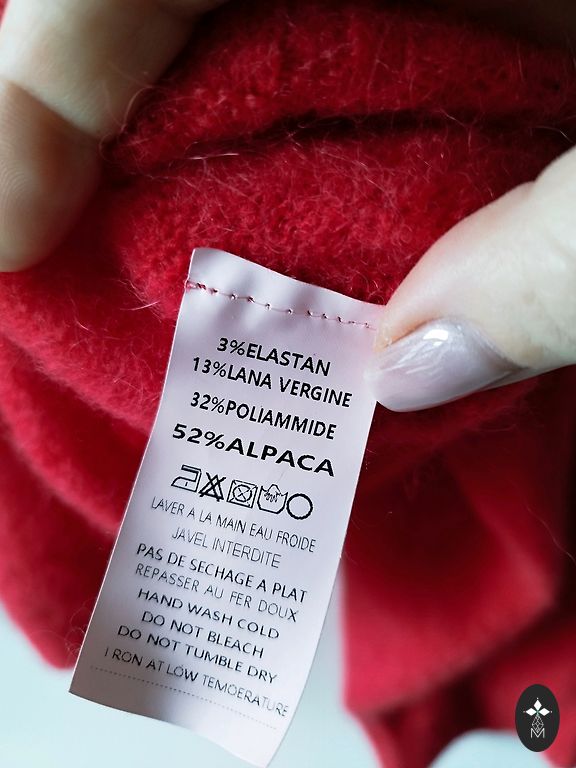 3%ELASTAN
13%LANA VERGINE
32%POLIAMMIDE
52%ALPACA
LAVER A LA MAIN EAU FROIDE
JAVEL INTERDITE
PAS DE SECHAGE A PLAT
REPASSER AU FER DOUX
HAND WASH COLD
DO NOT BLEACH
DO NOT TUMBLE DRY
I RON AT LOW TEMOERATURE
M